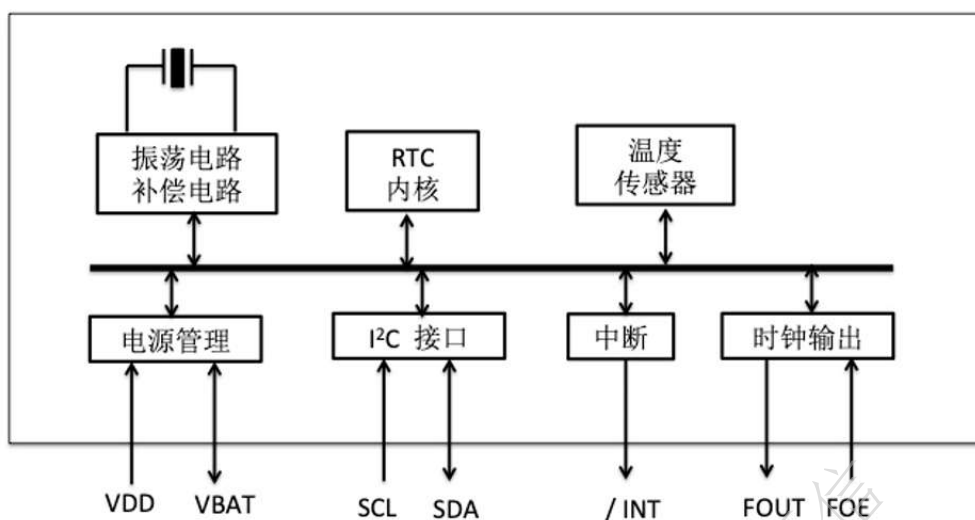 振荡电路
补偿电路
RTC
内核
温度
传感器
电源管理
I²C 接口
中断
时钟输出
VDD
VBAT
SCL
SDA
/ INT
FOUT
FOE